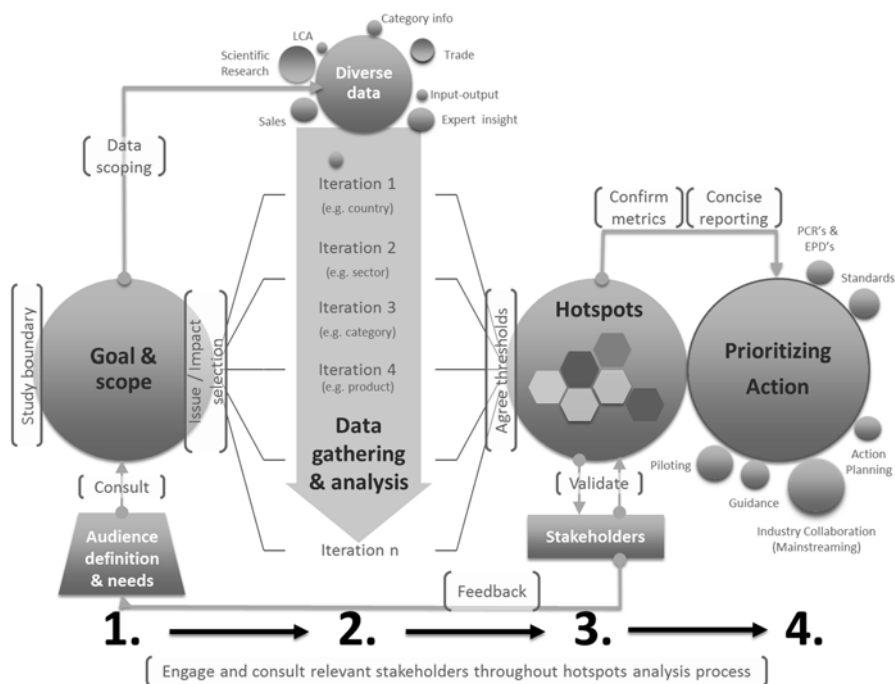 Category info
LCA
Scientific
Research
Trade
Diverse
data
Input-output
Sales
Expert insight
Data
scoping
Iteration 1
(e.g. country)
Iteration 2
(e.g. sector)
Iteration 3
(e.g. category)
Iteration 4
(e.g. product)
Data
gathering
& analysis
Iteration n
Study boundary
Goal &
scope
Issue / Impact
selection
Consult
Audience
definition
& needs
Agree thresholds
Confirm
metrics
Concise
reporting
Hotspots
Validate
Stakeholders
Feedback
PCR's &
EPD's
Standards
Prioritizing
Action
Piloting
Guidance
Action
Planning
Industry Collaboration
(Mainstreaming)
1.
2.
3.
4.
Engage and consult relevant stakeholders throughout hotspots analysis process